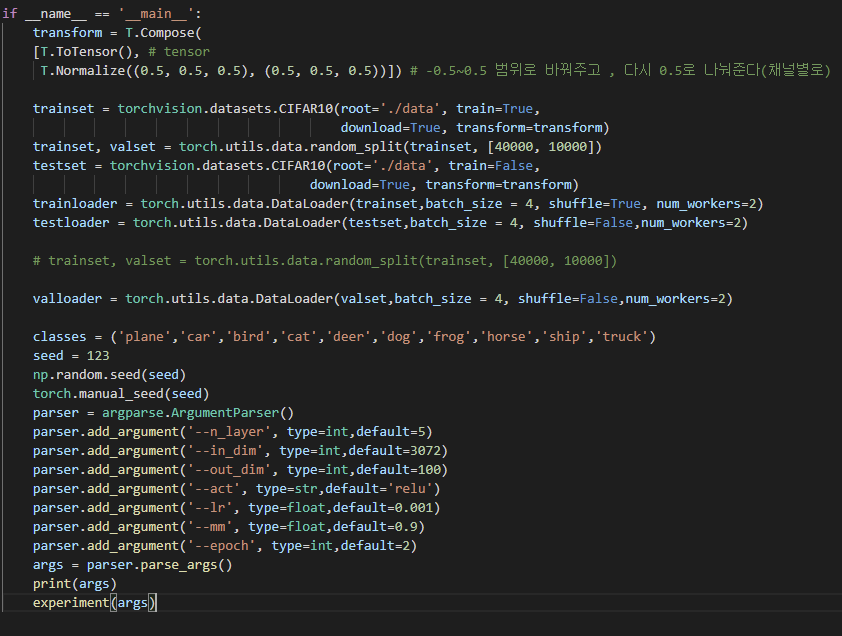 if __name__ == '__main__':
    transform = T.Compose(
    [T.ToTensor(), # tensor
     T.Normalize((0.5, 0.5, 0.5), (0.5, 0.5, 0.5))]) # -0.5~0.5 범위로 바꿔주고 , 다시 0.5로 나눠준다(채널별로)

    trainset = torchvision.datasets.CIFAR10(root='./data', train=True,
                                        download=True, transform=transform)
    trainset, valset = torch.utils.data.random_split(trainset, [40000, 10000])
    testset = torchvision.datasets.CIFAR10(root='./data', train=False,
                                    download=True, transform=transform)
    trainloader = torch.utils.data.DataLoader(trainset,batch_size = 4, shuffle=True, num_workers=2)
    testloader = torch.utils.data.DataLoader(testset,batch_size = 4, shuffle=False,num_workers=2)

    # trainset, valset = torch.utils.data.random_split(trainset, [40000, 10000])

    valloader = torch.utils.data.DataLoader(valset,batch_size = 4, shuffle=False,num_workers=2)

    classes = ('plane','car','bird','cat','deer','dog','frog','horse','ship','truck')
    seed = 123
    np.random.seed(seed)
    torch.manual_seed(seed)
    parser = argparse.ArgumentParser()
    parser.add_argument('--n_layer', type=int,default=5)
    parser.add_argument('--in_dim', type=int,default=3072)
    parser.add_argument('--out_dim', type=int,default=100)
    parser.add_argument('--act', type=str,default='relu')
    parser.add_argument('--lr', type=float,default=0.001)
    parser.add_argument('--mm', type=float,default=0.9)
    parser.add_argument('--epoch', type=int,default=2)
    args = parser.parse_args()
    print(args)
    experiment(args)